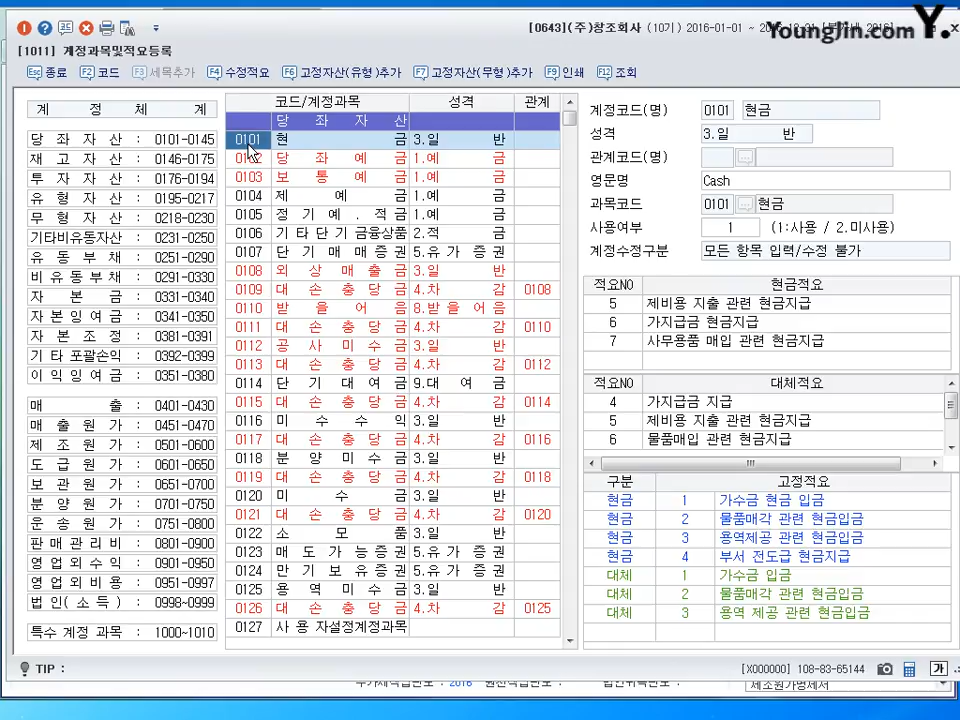 [0643](주)창조회사 (10기) 2016-01-01 ~
YoungJin.com Y.
[1011] 계정과목및적요등록
Esc 종료 F2 코드 F3 세목추가 F4 수정적요 F6 고정자산(유형)추가 F7 고정자산(무형)추가 F9 인쇄 F12 조회
계 정 체 계
당 좌 자 산 : 0101-0145
재 고 자 산 : 0146-0175
투 자 자 산 : 0176-0194
유 형 자 산 : 0195-0217
무 형 자 산 : 0218-0230
기타비유동자산 : 0231-0250
유 동 부 채 : 0251-0290
비 유 동 부 채 : 0291-0330
자 본 금 : 0331-0340
자 본 잉 여 금 : 0341-0350
자 본 조 정 : 0381-0391
기 타 포괄손익 : 0392-0399
이 익 잉 여 금 : 0351-0380
매 출 : 0401-0430
매 출 원 가 : 0451-0470
제 조 원 가 : 0501-0600
도 급 원 가 : 0601-0650
보 관 원 가 : 0651-0700
분 양 원 가 : 0701-0750
운 송 원 가 : 0751-0800
판 매 관 리 비 : 0801-0900
영 업 외 수 익 : 0901-0950
영 업 외 비 용 : 0951-0997
법 인 ( 소 득 ) : 0998-0999
특수 계정 과목 : 1000~1010
코드/계정과목 성격 관계
당 좌 자 산
0101 현 금 3.일 반
0102 당 좌 예 금 1.예 금
0103 보 통 예 금 1.예 금
0104 제 예 금 1.예 금
0105 정 기 예 . 적 금 1.예 금
0106 기 타 단 기 금융상품 2.적 금
0107 단 기 매 매 증 권 5.유 가 증 권
0108 외 상 매 출 금 3.일 반
0109 대 손 충 당 금 4.차 감 0108
0110 받 을 어 음 8.받 을 어 음
0111 대 손 충 당 금 4.차 감 0110
0112 공 사 미 수 금 3.일 반
0113 대 손 충 당 금 4.차 감 0112
0114 단 기 대 여 금 9.대 여 금
0115 대 손 충 당 금 4.차 감 0114
0116 미 수 수 익 3.일 반
0117 대 손 충 당 금 4.차 감 0116
0118 분 양 미 수 금 3.일 반
0119 대 손 충 당 금 4.차 감 0118
0120 미 수 금 3.일 반
0121 대 손 충 당 금 4.차 감 0120
0122 소 모 품 3.일 반
0123 매 도 가 능 증 권 5.유 가 증 권
0124 만 기 보 유 증 권 5.유 가 증 권
0125 용 역 미 수 금 3.일 반
0126 대 손 충 당 금 4.차 감 0125
0127 사 용 자설정계정과목
계정코드(명) 0101 현금
성격 3.일 반
관계코드(명)
영문명 Cash
과목코드 0101 현금
사용여부 1 (1:사용 / 2.미사용)
계정수정구분 모든 항목 입력/수정 불가
적요NO 현금적요
5 제비용 지출 관련 현금지급
6 가지급금 현금지급
7 사무용품 매입 관련 현금지급
적요NO 대체적요
4 가지급금 지급
5 제비용 지출 관련 현금지급
6 물품매입 관련 현금지급
구분 고정적요
현금 1 가수금 현금 입금
현금 2 물품매각 관련 현금입금
현금 3 용역제공 관련 현금입금
현금 4 부서 전도급 현금지급
대체 1 가수금 입금
대체 2 물품매각 관련 현금입금
대체 3 용역 제공 관련 현금입금
TIP : [X000000] 108-83-65144 가
2016
제조원가명세서